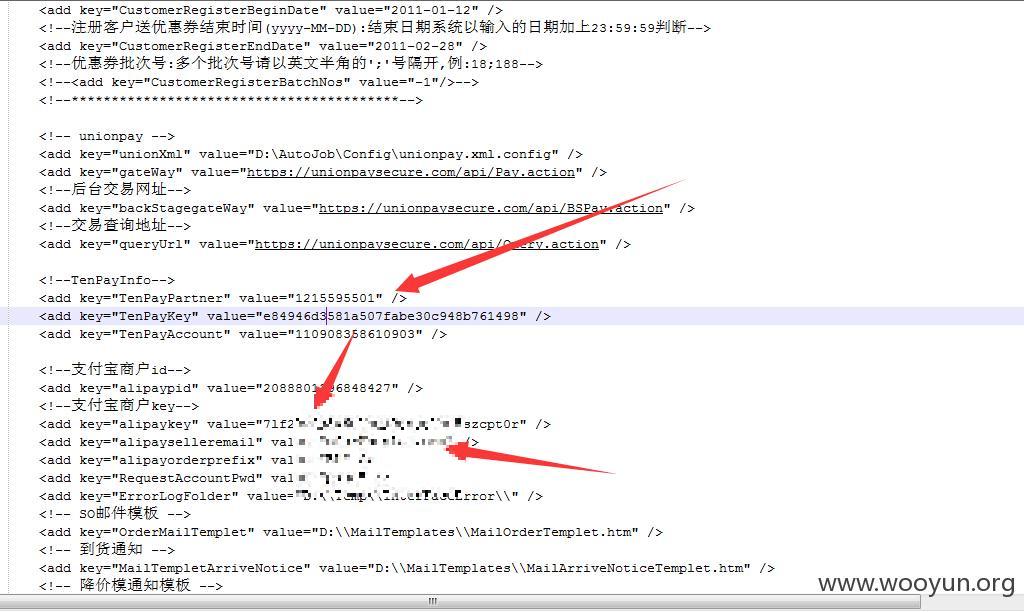 <add key="CustomerRegisterBeginDate" value="2011-01-12" />
<!--注册客户送优惠券结束时间(yyyy-MM-DD):结束日期系统以输入的日期加上23:59:59判断-->
<add key="CustomerRegisterEndDate" value="2011-02-28" />
<!--优惠券批次号:多个批次号请以英文半角的';'号隔开,例:18;188-->
<!--<add key="CustomerRegisterBatchNos" value="-1"/>-->
<!--*****************************************-->
<!-- unionpay -->
<add key="unionXml" value="D:\AutoJob\Config\unionpay.xml.config" />
<add key="gateWay" value="https://unionpaysecure.com/api/Pay.action" />
<!--后台交易网址-->
<add key="backStagegateWay" value="https://unionpaysecure.com/api/BSPay.action" />
<!--交易查询地址-->
<add key="queryUrl" value="https://unionpaysecure.com/api/Query.action" />
<!--TenPayInfo-->
<add key="TenPayPartner" value="1215595501" />
<add key="TenPayKey" value="e84946d3581a507fabe30c948b761498" />
<add key="TenPayAccount" value="110908358610903" />
<!--支付宝商户id-->
<add key="alipaypid" value="2088801 96848427" />
<!--支付宝商户key-->
<add key="alipaykey" value="7lf2 szcpt0r" />
<add key="alipayselleremail" val />
<add key="alipayorderprefix" val
<add key="RequestAccountPwd" val
<add key="ErrorLogFolder" value= Error\\" />
<!-- SO邮件模板 -->
<add key="OrderMailTemplet" value="D:\\MailTemplates\\MailOrderTemplet.htm" />
<!-- 到货通知 -->
<add key="MailTempletArriveNotice" value="D:\\MailTemplates\\MailArriveNoticeTemplet.htm" />
<!-- 降价模通知模板 -->
www.wooyun.org